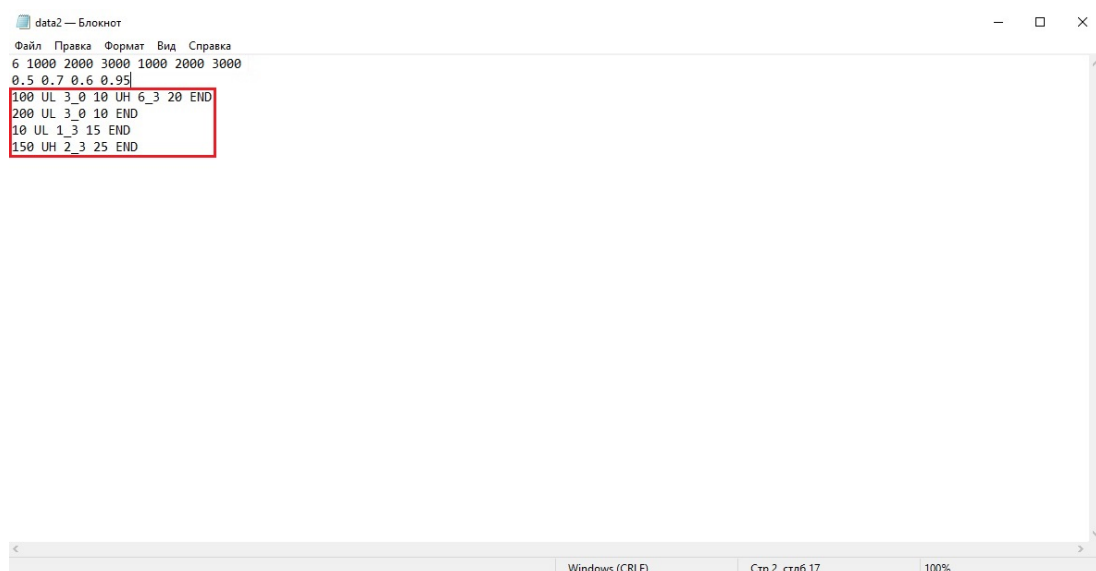 data2 — Блокнот
Файл Правка Формат Вид Справка
6 1000 2000 3000 1000 2000 3000
0.5 0.7 0.6 0.95
100 UL 3_0 10 UH 6_3 20 END
200 UL 3_0 10 END
10 UL 1_3 15 END
150 UH 2_3 25 END
Windows (CRLF) Стр 2, стлб 17 100%